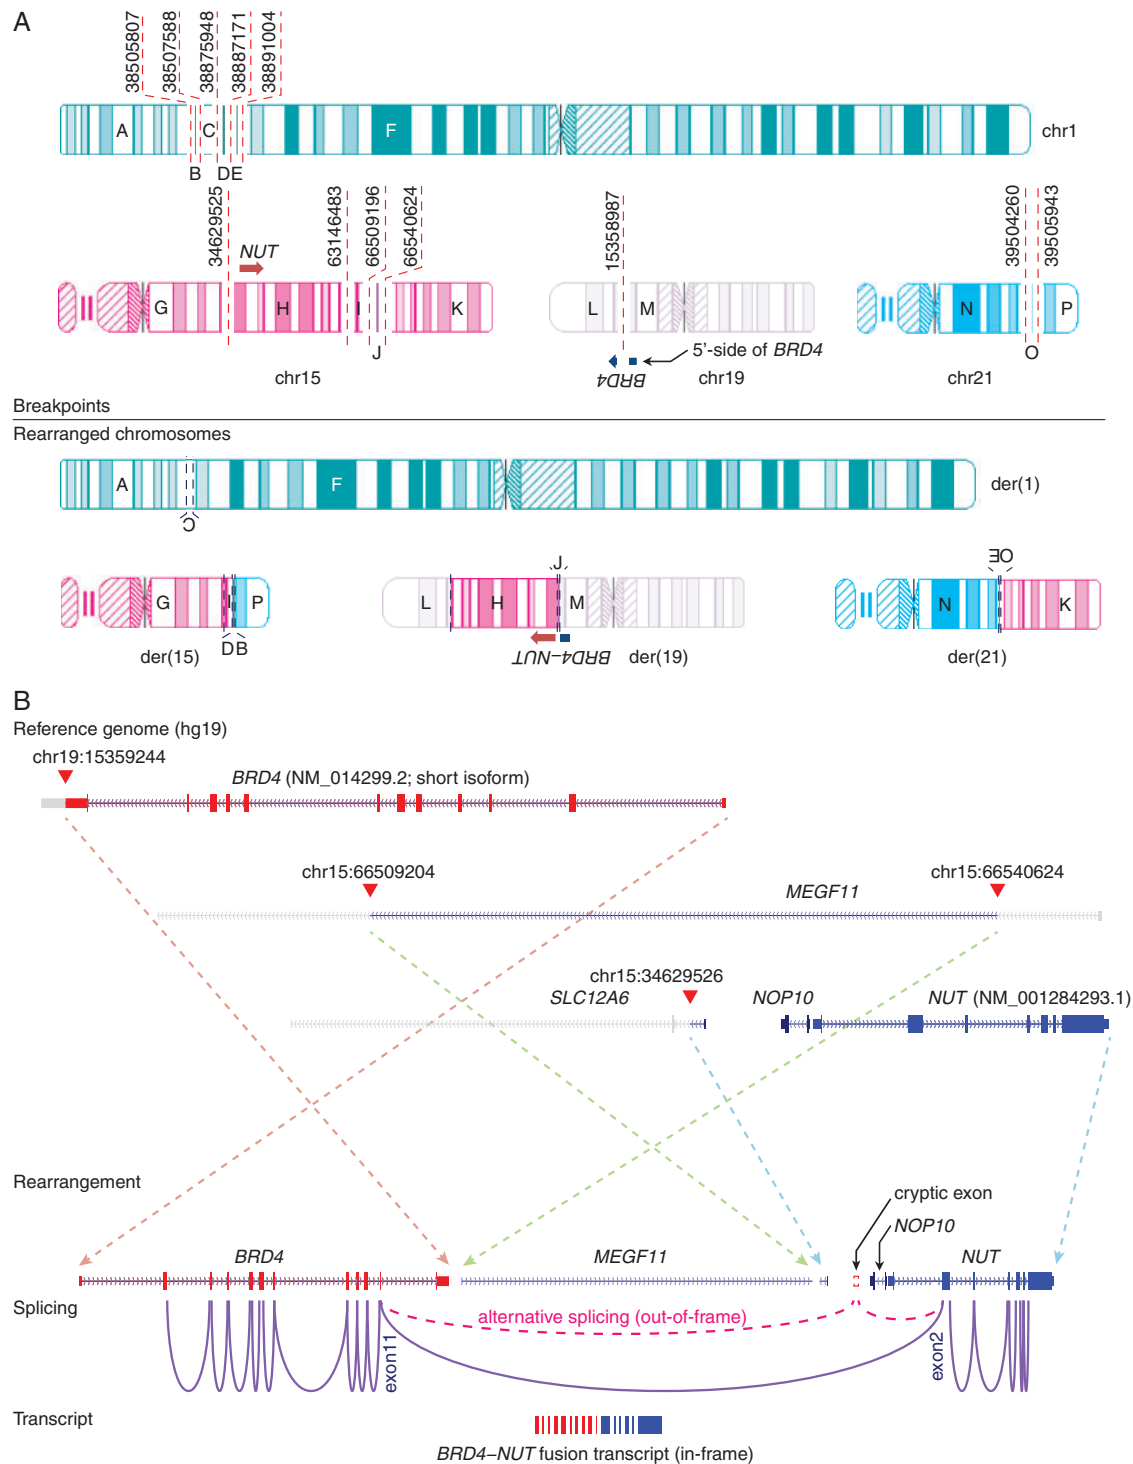 A
38505807
38507588
38875948
38887171
38891004
A
C
F
chr1
B
D E
34629525
NUT
63146483
66509196
66540624
15358987
39504260
39505943
G
H
I
K
L
M
N
P
J
5'-side of BRD4
O
BRD4
chr15
chr19
chr21
Breakpoints
Rearranged chromosomes
A
F
der(1)
C
J
OE
G
I
P
L
H
M
N
K
D B
BRD4–NUT
der(15)
der(19)
der(21)
B
Reference genome (hg19)
chr19:15359244
BRD4 (NM_014299.2; short isoform)
chr15:66509204
chr15:66540624
MEGF11
chr15:34629526
SLC12A6
NOP10
NUT (NM_001284293.1)
Rearrangement
cryptic exon
NOP10
BRD4
MEGF11
NUT
Splicing
alternative splicing (out-of-frame)
exon11
exon2
Transcript
BRD4–NUT fusion transcript (in-frame)